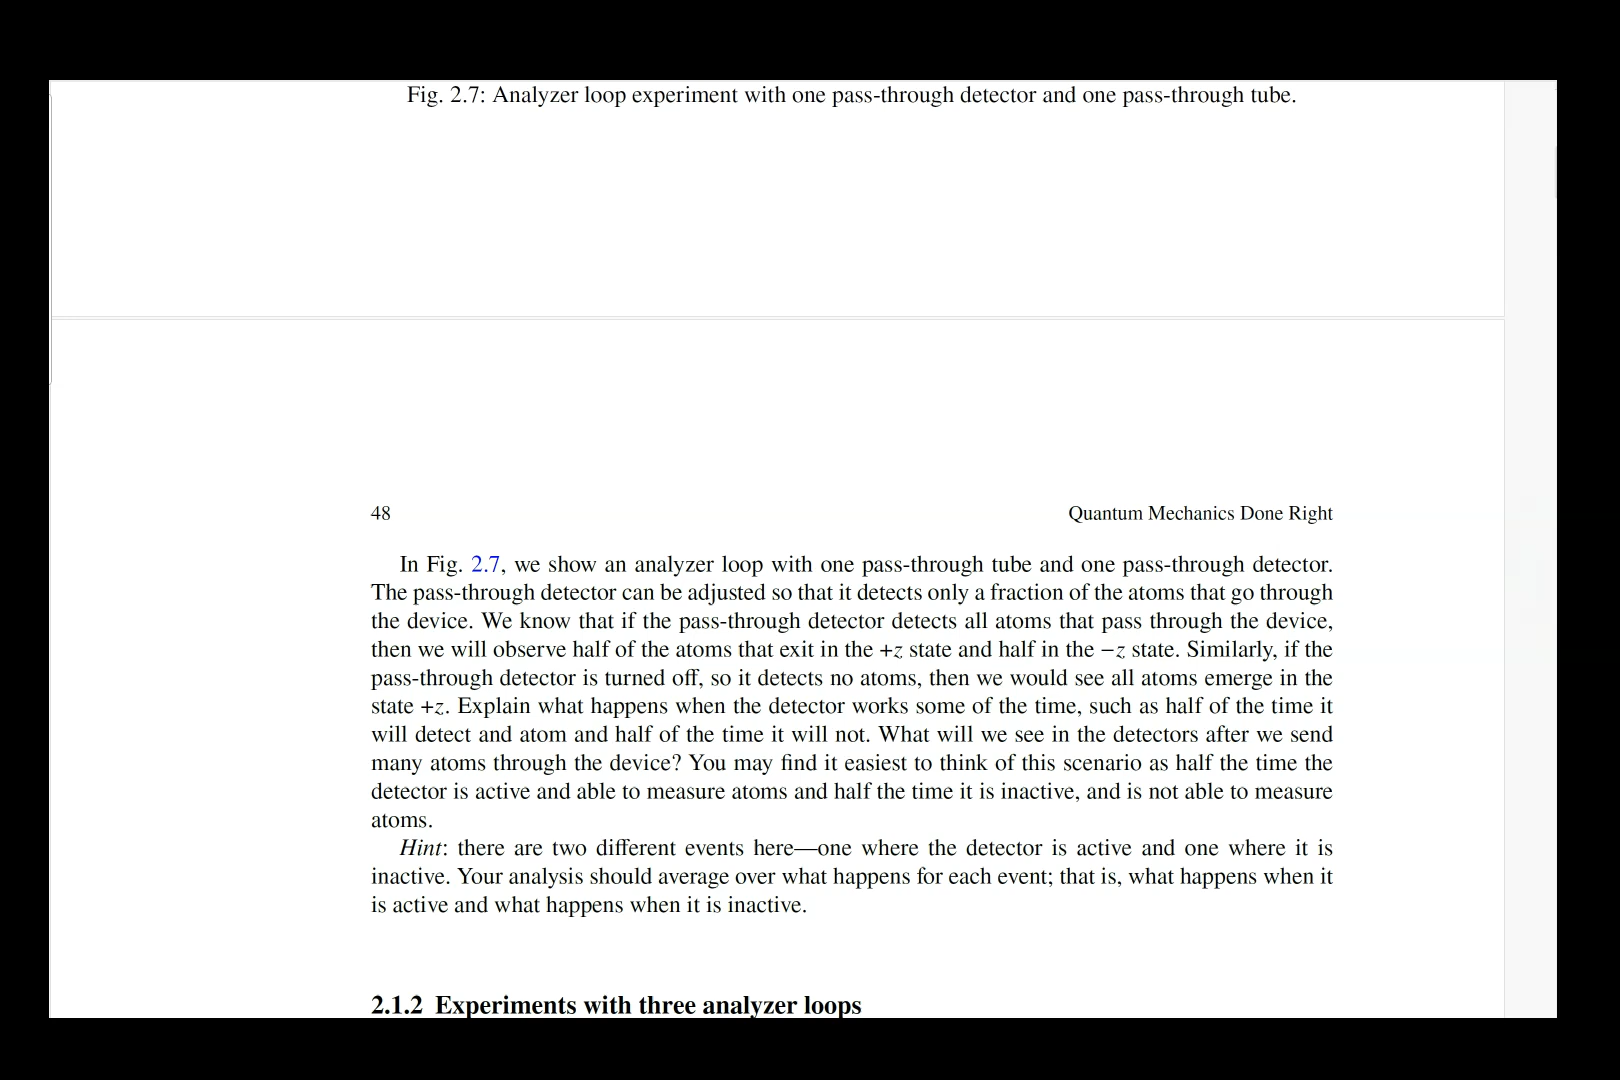 Fig. 2.7: Analyzer loop experiment with one pass-through detector and one pass-through tube.
48
Quantum Mechanics Done Right
In Fig. 2.7, we show an analyzer loop with one pass-through tube and one pass-through detector.
The pass-through detector can be adjusted so that it detects only a fraction of the atoms that go through
the device. We know that if the pass-through detector detects all atoms that pass through the device,
then we will observe half of the atoms that exit in the +z state and half in the −z state. Similarly, if the
pass-through detector is turned off, so it detects no atoms, then we would see all atoms emerge in the
state +z. Explain what happens when the detector works some of the time, such as half of the time it
will detect and atom and half of the time it will not. What will we see in the detectors after we send
many atoms through the device? You may find it easiest to think of this scenario as half the time the
detector is active and able to measure atoms and half the time it is inactive, and is not able to measure
atoms.
Hint: there are two different events here—one where the detector is active and one where it is
inactive. Your analysis should average over what happens for each event; that is, what happens when it
is active and what happens when it is inactive.
2.1.2 Experiments with three analyzer loops